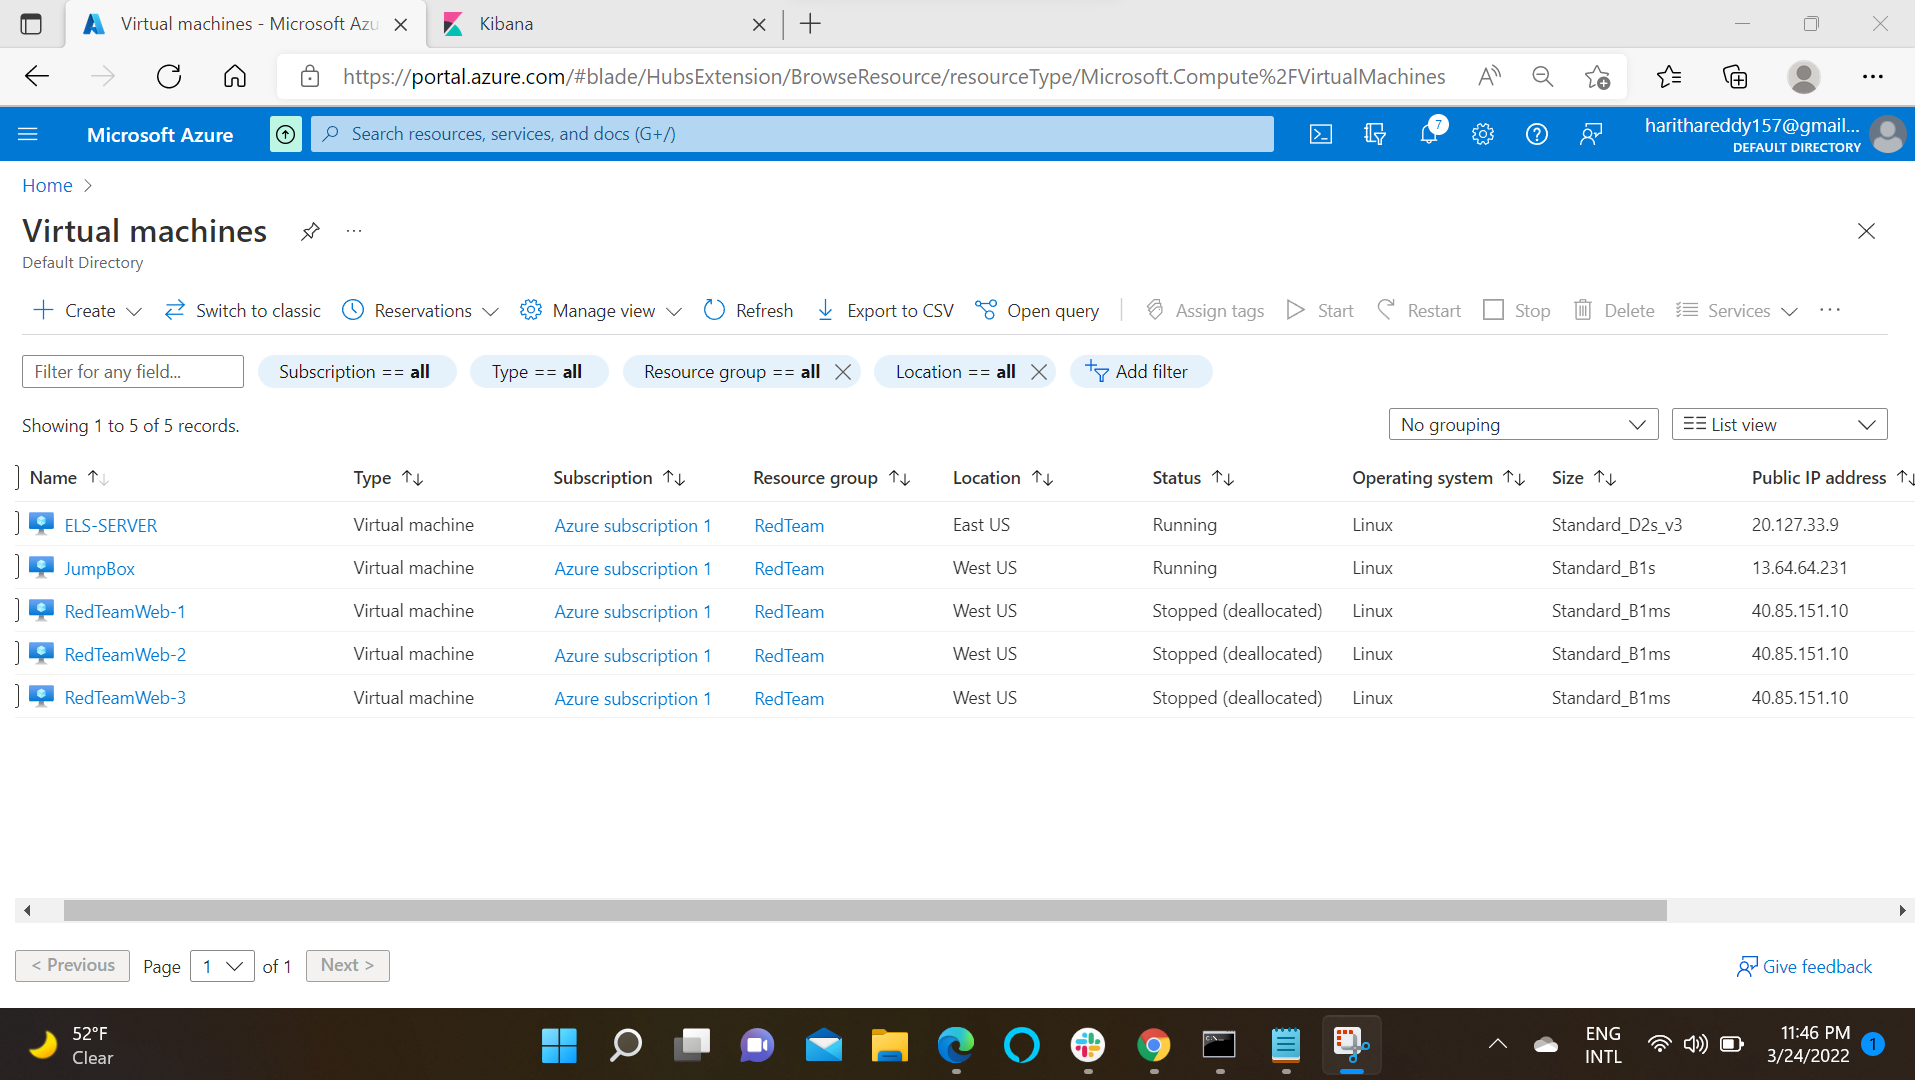 Virtual machines - Microsoft Azu
Kibana
https://portal.azure.com/#blade/HubsExtension/BrowseResource/resourceType/Microsoft.Compute%2FVirtualMachines
Microsoft Azure
Search resources, services, and docs (G+/)
7
harithareddy157@gmail...
DEFAULT DIRECTORY
Home
Virtual machines
Default Directory
Create Switch to classic Reservations Manage view Refresh Export to CSV Open query Assign tags Start Restart Stop Delete Services
Filter for any field... Subscription == all Type == all Resource group == all Location == all Add filter
Showing 1 to 5 of 5 records. No grouping List view
Name Type Subscription Resource group Location Status Operating system Size Public IP address
ELS-SERVER Virtual machine Azure subscription 1 RedTeam East US Running Linux Standard_D2s_v3 20.127.33.9
JumpBox Virtual machine Azure subscription 1 RedTeam West US Running Linux Standard_B1s 13.64.64.231
RedTeamWeb-1 Virtual machine Azure subscription 1 RedTeam West US Stopped (deallocated) Linux Standard_B1ms 40.85.151.10
RedTeamWeb-2 Virtual machine Azure subscription 1 RedTeam West US Stopped (deallocated) Linux Standard_B1ms 40.85.151.10
RedTeamWeb-3 Virtual machine Azure subscription 1 RedTeam West US Stopped (deallocated) Linux Standard_B1ms 40.85.151.10
< Previous Page 1 of 1 Next > Give feedback
52°F
Clear
ENG
INTL
11:46 PM
3/24/2022
1